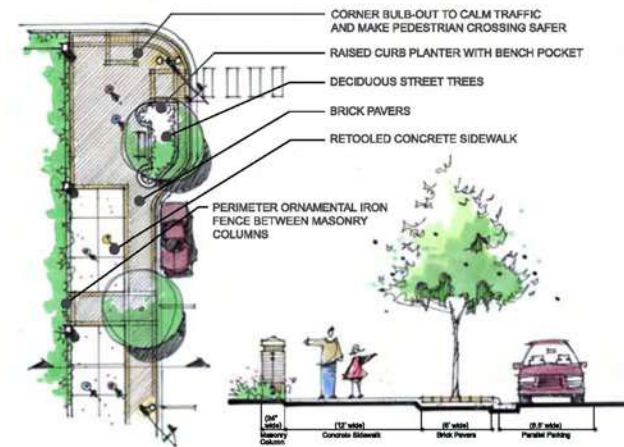 CORNER BULB-OUT TO CALM TRAFFIC
AND MAKE PEDESTRIAN CROSSING SAFER
RAISED CURB PLANTER WITH BENCH POCKET
DECIDUOUS STREET TREES
BRICK PAVERS
RETOOLED CONCRETE SIDEWALK
PERIMETER ORNAMENTAL IRON
FENCE BETWEEN MASONRY
COLUMNS
(24"
wide)
Masonry
Column
(12' wide)
Concrete Sidewalk
(6' wide)
Brick Pavers
(8.5' wide)
Parallel Parking